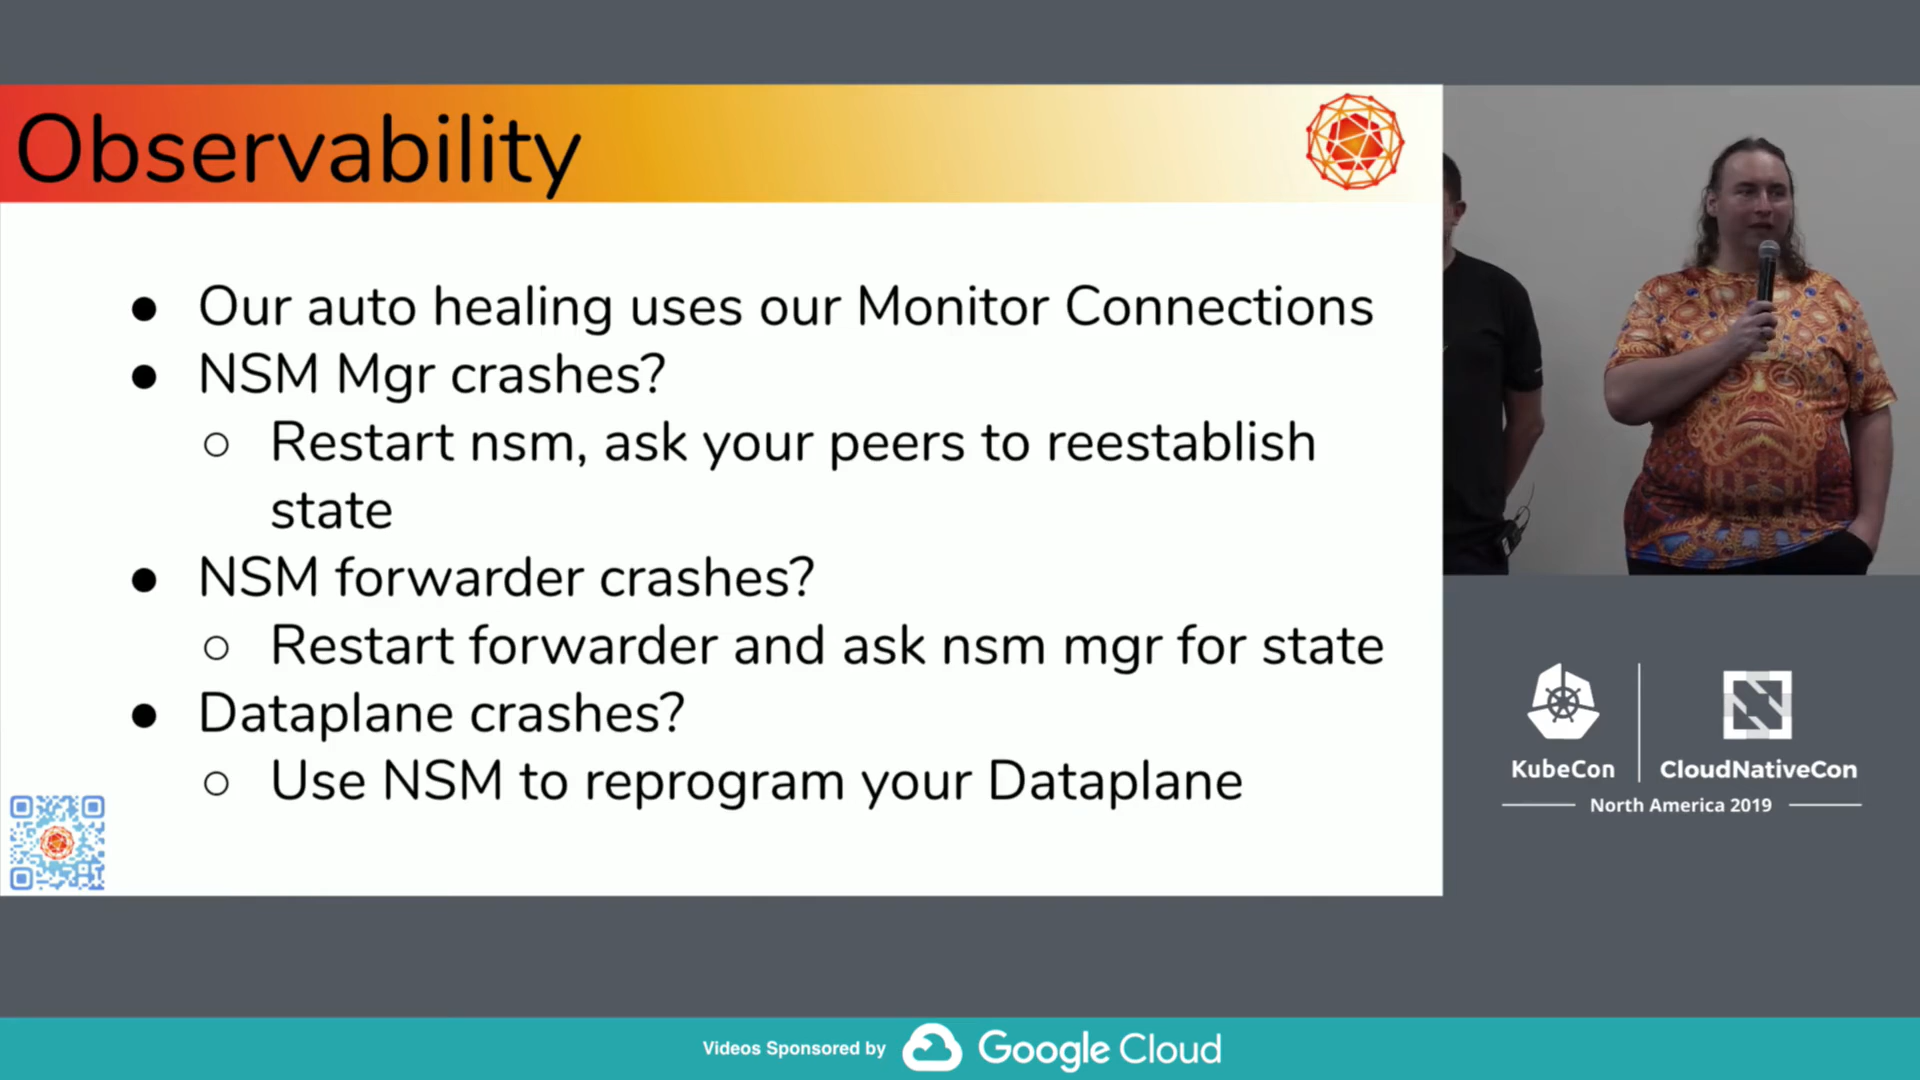 Observability
● Our auto healing uses our Monitor Connections
● NSM Mgr crashes?
○ Restart nsm, ask your peers to reestablish
state
● NSM forwarder crashes?
○ Restart forwarder and ask nsm mgr for state
● Dataplane crashes?
○ Use NSM to reprogram your Dataplane
KubeCon
CloudNativeCon
North America 2019
Videos Sponsored by Google Cloud